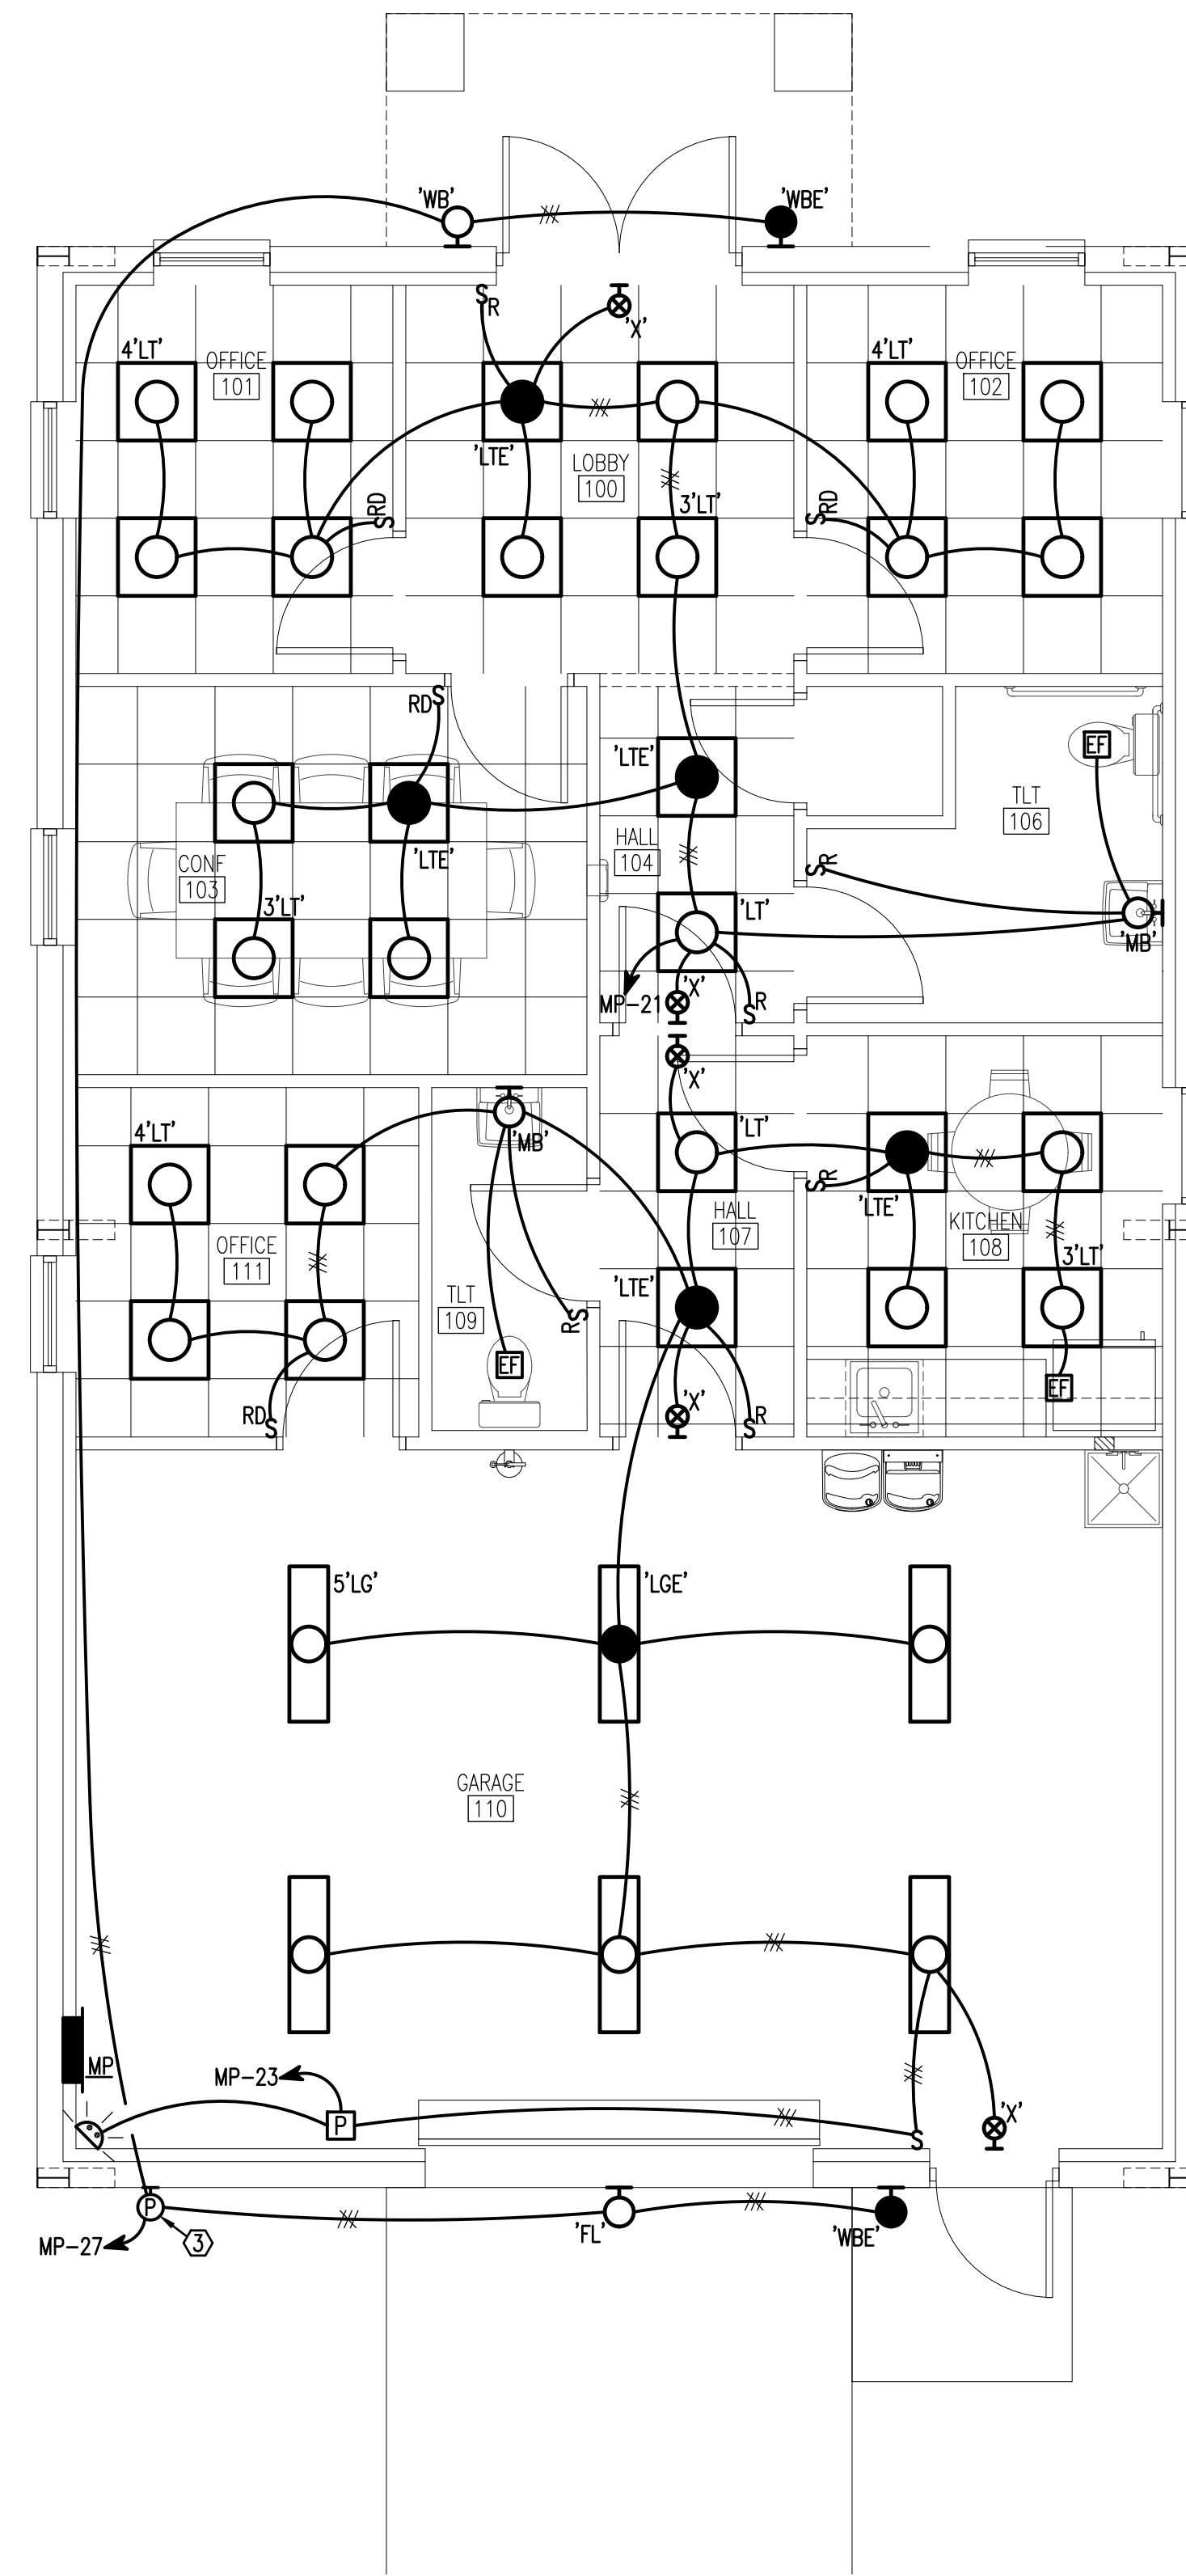 'WB'
'WBE'
SR
'X'
4'LT'
OFFICE
101
4'LT'
OFFICE
102
'LTE'
LOBBY
100
3'LT'
SRD
SRD
RDS
'LTE'
TLT
106
EF
HALL
104
'LTE'
CONF
103
SR
3'LT'
'LT'
'MB'
MP-21
'X'
SR
'X'
4'LT'
'MB'
'LT'
SR
'LTE'
HALL
107
KITCHEN
108
OFFICE
111
3'LT'
TLT
109
'LTE'
RS
EF
EF
RDS
'X'
SR
5'LG'
'LGE'
GARAGE
110
MP
MP-23
P
S
'X'
P
3
MP-27
'FL'
'WBE'